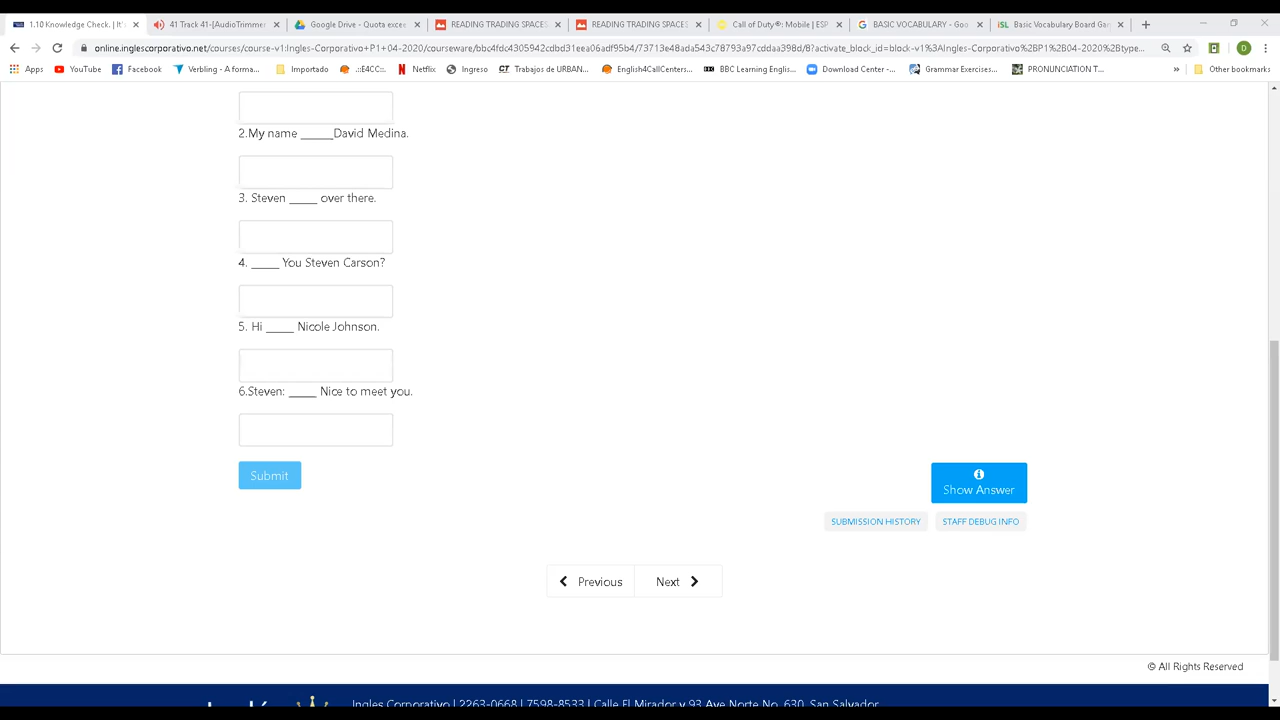 1.10 Knowledge Check. | It's
41 Track 41-[AudioTrimmer
Google Drive - Quota excee
READING TRADING SPACES
READING TRADING SPACES
Call of Duty®: Mobile | ESP
BASIC VOCABULARY - Goo
iSL Basic Vocabulary Board Gam
online.inglescorporativo.net/courses/course-v1:Ingles-Corporativo+P1+04-2020/courseware/bbc4fdc4305942cdbd31eea06adf95b4/73713e48ada543c78793a97cddaa398d/8?activate_block_id=block-v1%3AIngles-Corporativo%2BP1%2B04-2020%2Btype...
D
Apps YouTube Facebook Verbling - A forma... Importado .::E4CC::. Netflix Ingreso CT Trabajos de URBAN... English4CallCenters... BBC BBC Learning Englis... Download Center -... Grammar Exercises... PRONUNCIATION T... » Other bookmarks
2.My name ______David Medina.
3. Steven _____ over there.
4. _____ You Steven Carson?
5. Hi _____ Nicole Johnson.
6.Steven: _____ Nice to meet you.
Submit
Show Answer
SUBMISSION HISTORY STAFF DEBUG INFO
Previous Next
© All Rights Reserved
Ingles Corporativo | 2263-0668 | 7598-8533 | Calle El Mirador y 93 Ave Norte No. 630, San Salvador